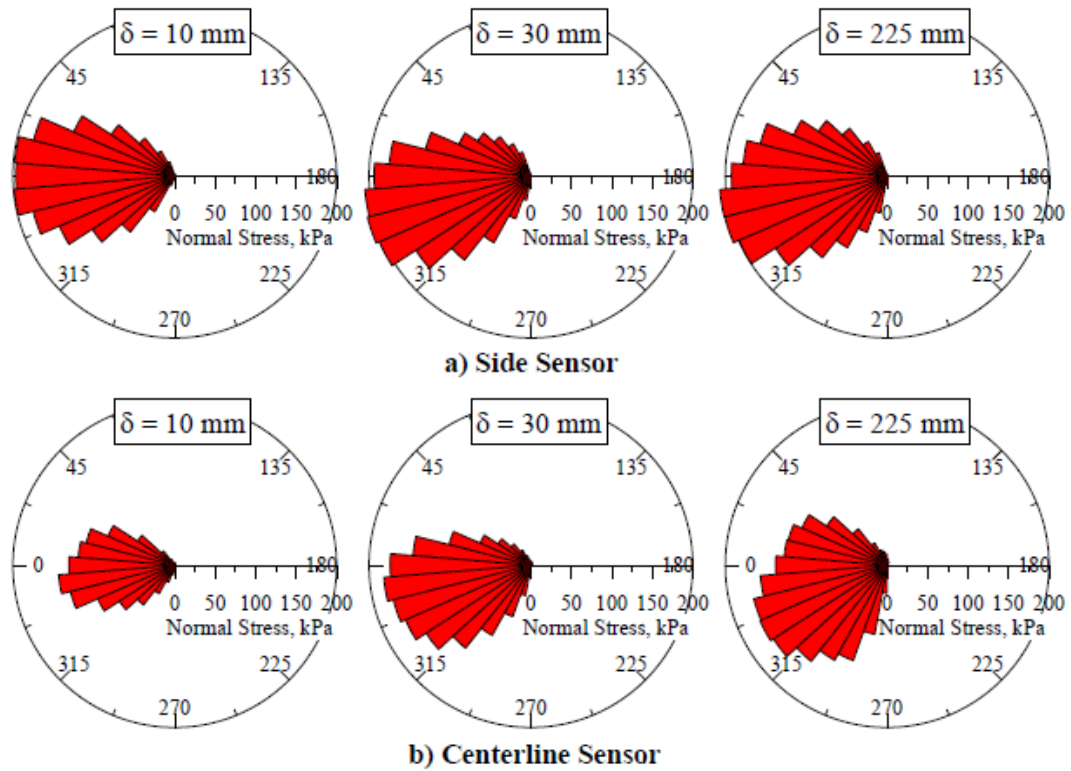 δ = 10 mm δ = 30 mm δ = 225 mm
45 135 45 135 45 135
180 180 180
0 50 100 150 200 0 50 100 150 200 0 50 100 150 200
Normal Stress, kPa Normal Stress, kPa Normal Stress, kPa
315 225 315 225 315 225
270 270 270
a) Side Sensor
δ = 10 mm δ = 30 mm δ = 225 mm
45 135 45 135 45 135
0 180 0 180 0 180
0 50 100 150 200 0 50 100 150 200 0 50 100 150 200
Normal Stress, kPa Normal Stress, kPa Normal Stress, kPa
315 225 315 225 315 225
270 270 270
b) Centerline Sensor